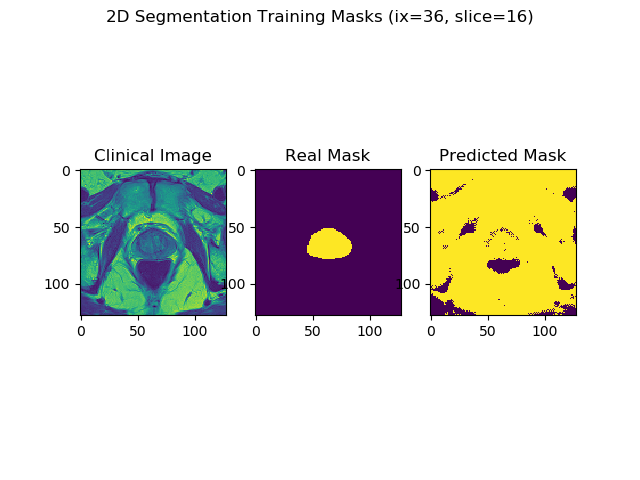 2D Segmentation Training Masks (ix=36, slice=16)
Clinical Image Real Mask Predicted Mask
0 0 0
50 50 50
100 100 100
0 50 100 0 50 100 0 50 100